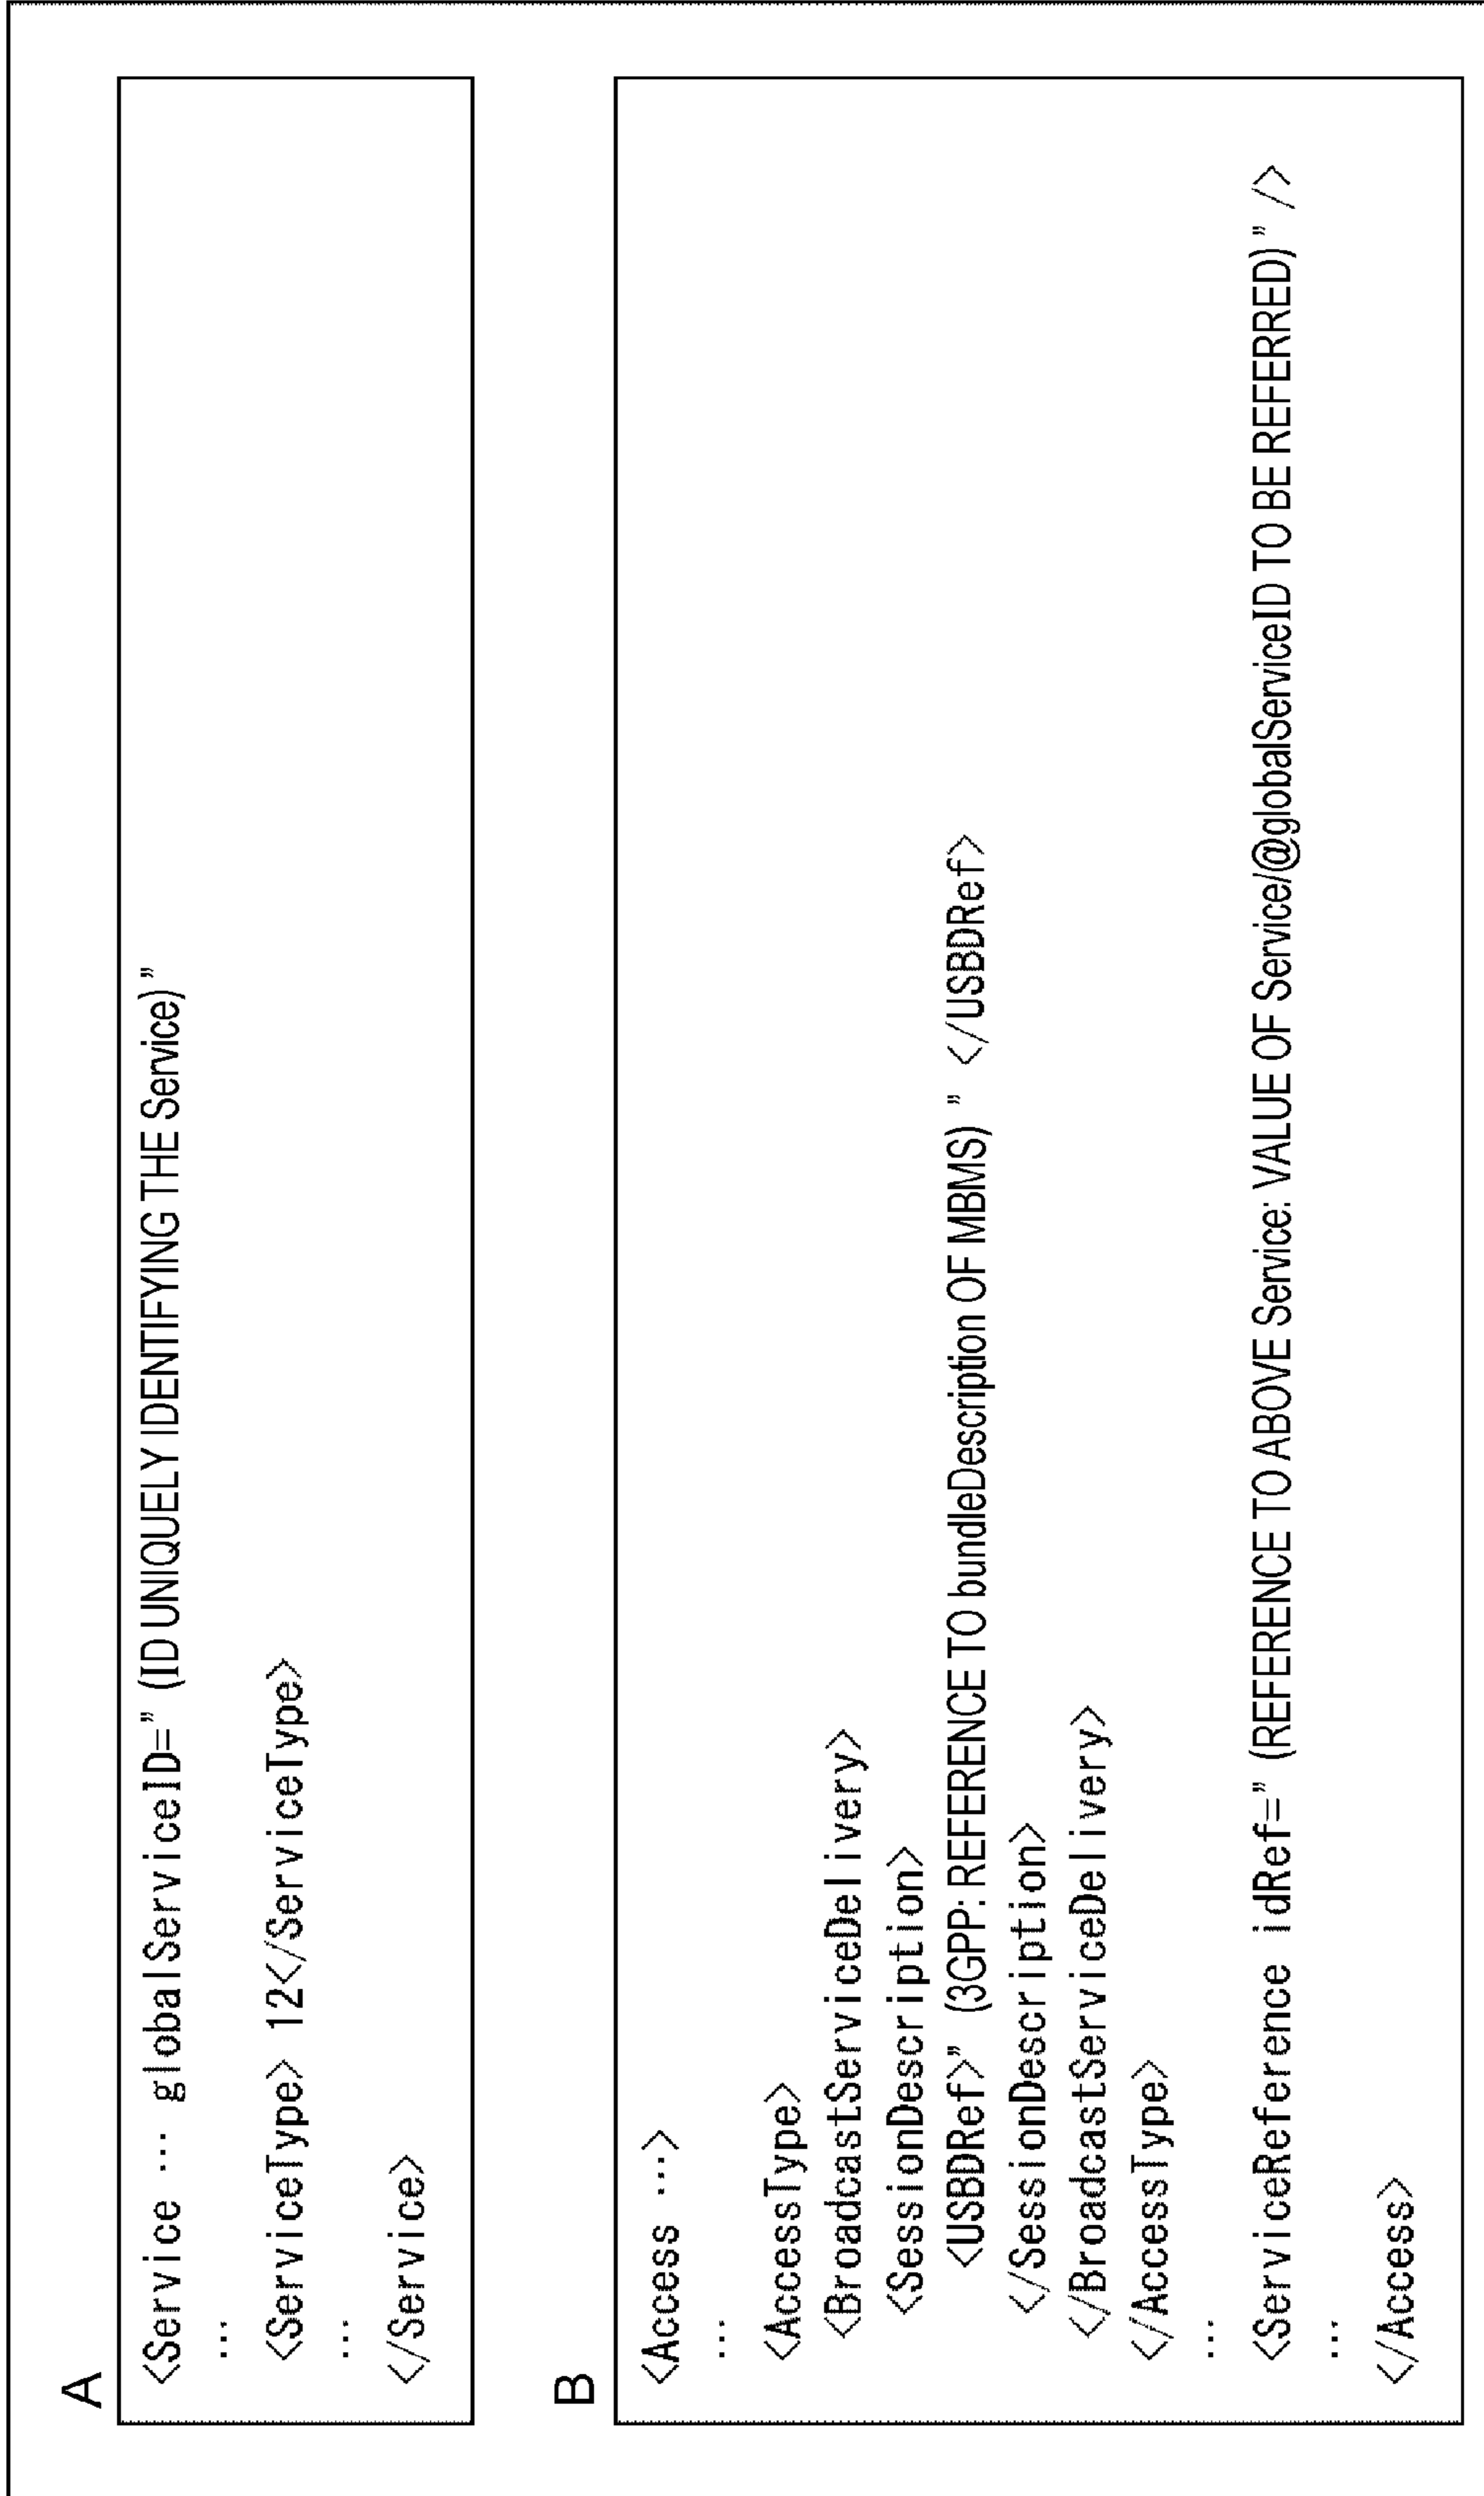 A
<Service ... globalServiceID=” (ID UNIQUELY IDENTIFYING THE Service)”
...
<ServiceType> 12</ServiceType>
...
</Service>
B
<Access ...>
...
<AccessType>
<BroadcastServiceDelivery>
<SessionDescription>
<USBDRef>” (3GPP: REFERENCE TO bundleDescription OF MBMS) ” </USBDRef>
</SessionDescription>
</BroadcastServiceDelivery>
</AccessType>
...
<ServiceReference idRef=” (REFERENCE TO ABOVE Service: VALUE OF Service/@globalServiceID TO BE REFERRED)” />
...
</Access>